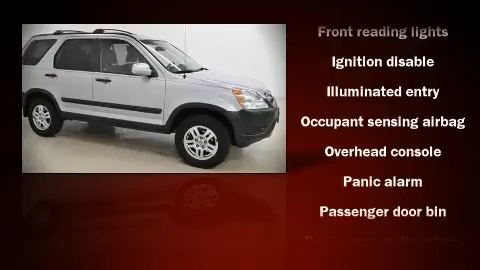 Front reading lights
Ignition disable
Illuminated entry
Occupant sensing airbag
Overhead console
Panic alarm
Passenger door bin